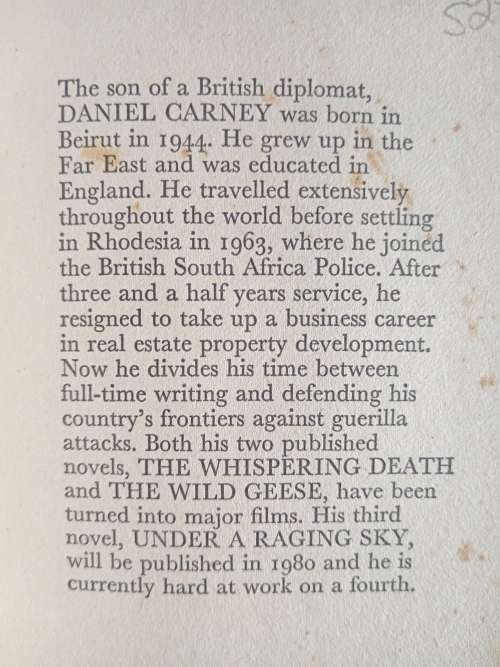 52
The son of a British diplomat,
DANIEL CARNEY was born in
Beirut in 1944. He grew up in the
Far East and was educated in
England. He travelled extensively
throughout the world before settling
in Rhodesia in 1963, where he joined
the British South Africa Police. After
three and a half years service, he
resigned to take up a business career
in real estate property development.
Now he divides his time between
full-time writing and defending his
country's frontiers against guerilla
attacks. Both his two published
novels, THE WHISPERING DEATH
and THE WILD GEESE, have been
turned into major films. His third
novel, UNDER A RAGING SKY,
will be published in 1980 and he is
currently hard at work on a fourth.